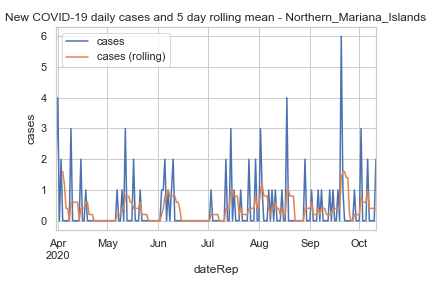 New COVID-19 daily cases and 5 day rolling mean - Northern_Mariana_Islands
cases
cases (rolling)
cases
6
5
4
3
2
1
0
Apr May Jun Jul Aug Sep Oct
2020
dateRep